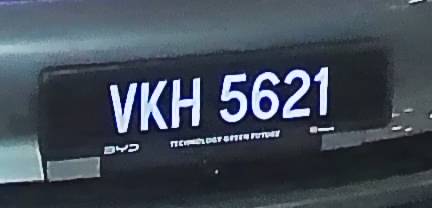 VKH 5621
BYD TECHNOLOGY GREEN FUTURE